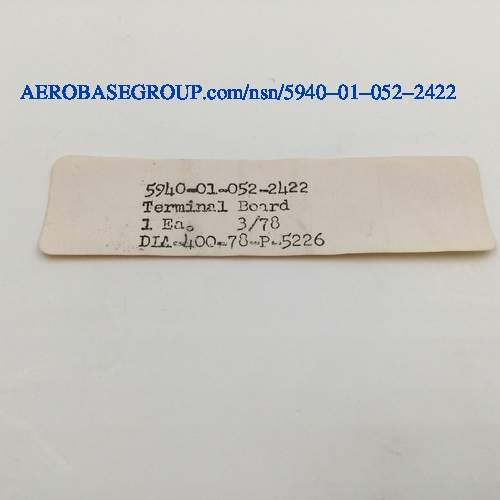 AEROBASEGROUP.com/nsn/5940-01-052-2422
5940-01-052-2422
Terminal Board
1 Ea. 3/78
DIA-400-78-P-5226